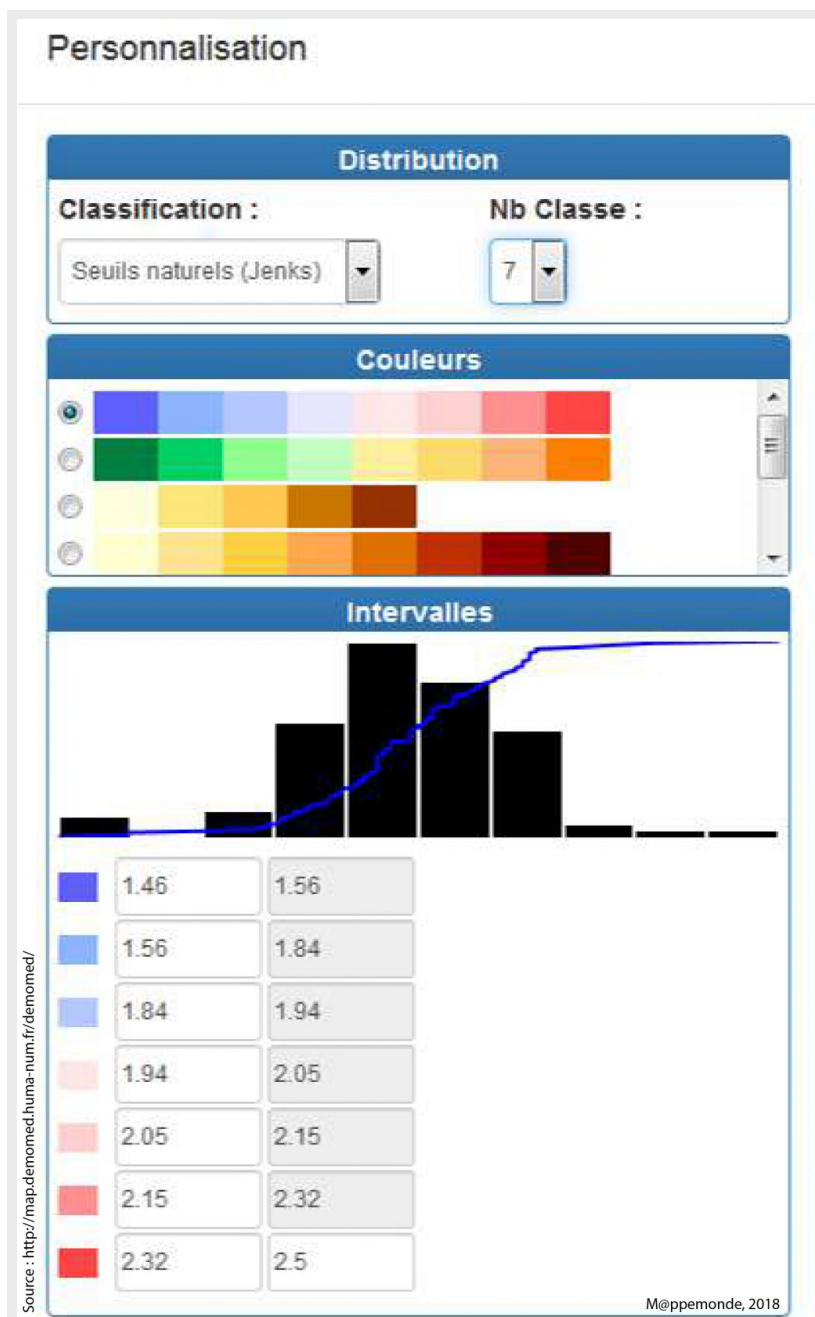 Personnalisation
Distribution
Classification : Nb Classe :
Seuils naturels (Jenks) 7
Couleurs
Intervalles
1.46 1.56
1.56 1.84
1.84 1.94
1.94 2.05
2.05 2.15
2.15 2.32
2.32 2.5
Source : http://map.demomed.huma-num.fr/demomed/
M@ppemonde, 2018